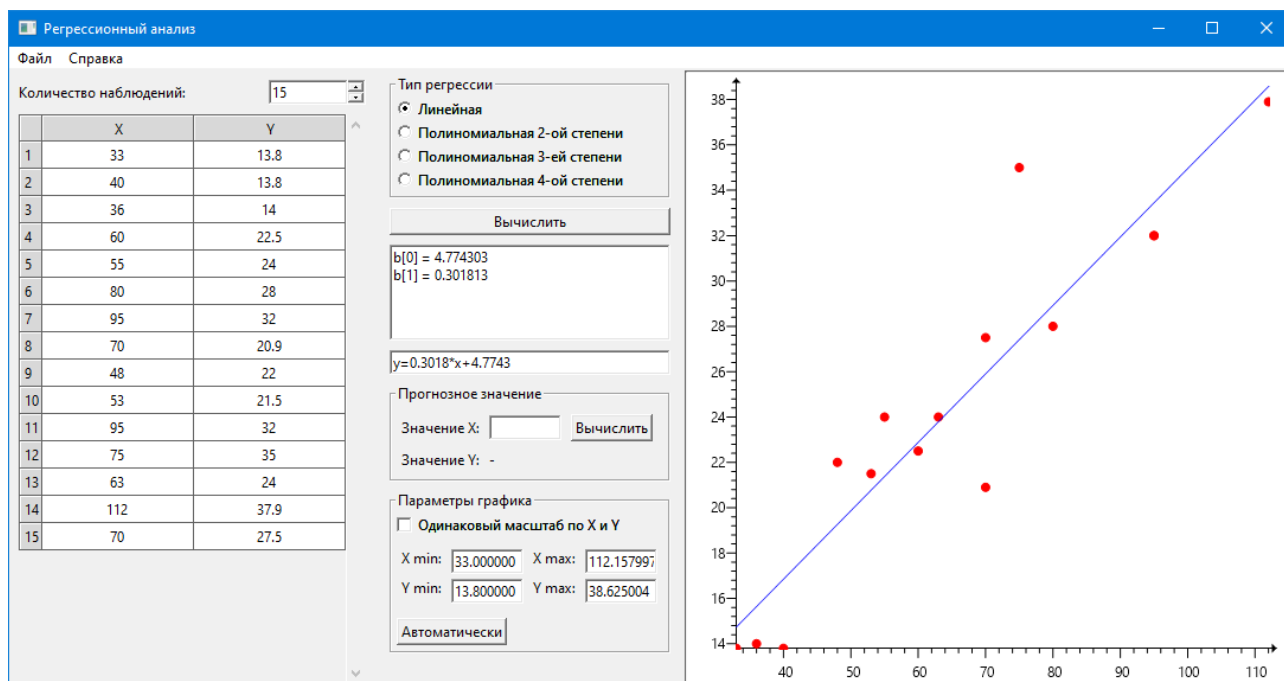 Регрессионный анализ
Файл Справка
Количество наблюдений: 15
X Y
1 33 13.8
2 40 13.8
3 36 14
4 60 22.5
5 55 24
6 80 28
7 95 32
8 70 20.9
9 48 22
10 53 21.5
11 95 32
12 75 35
13 63 24
14 112 37.9
15 70 27.5
Тип регрессии
Линейная
Полиномиальная 2-ой степени
Полиномиальная 3-ей степени
Полиномиальная 4-ой степени
Вычислить
b[0] = 4.774303
b[1] = 0.301813
y=0.3018*x+4.7743
Прогнозное значение
Значение X: Вычислить
Значение Y: -
Параметры графика
Одинаковый масштаб по X и Y
X min: 33.000000 X max: 112.157997
Y min: 13.800000 Y max: 38.625004
Автоматически
38
36
34
32
30
28
26
24
22
20
18
16
14
40 50 60 70 80 90 100 110